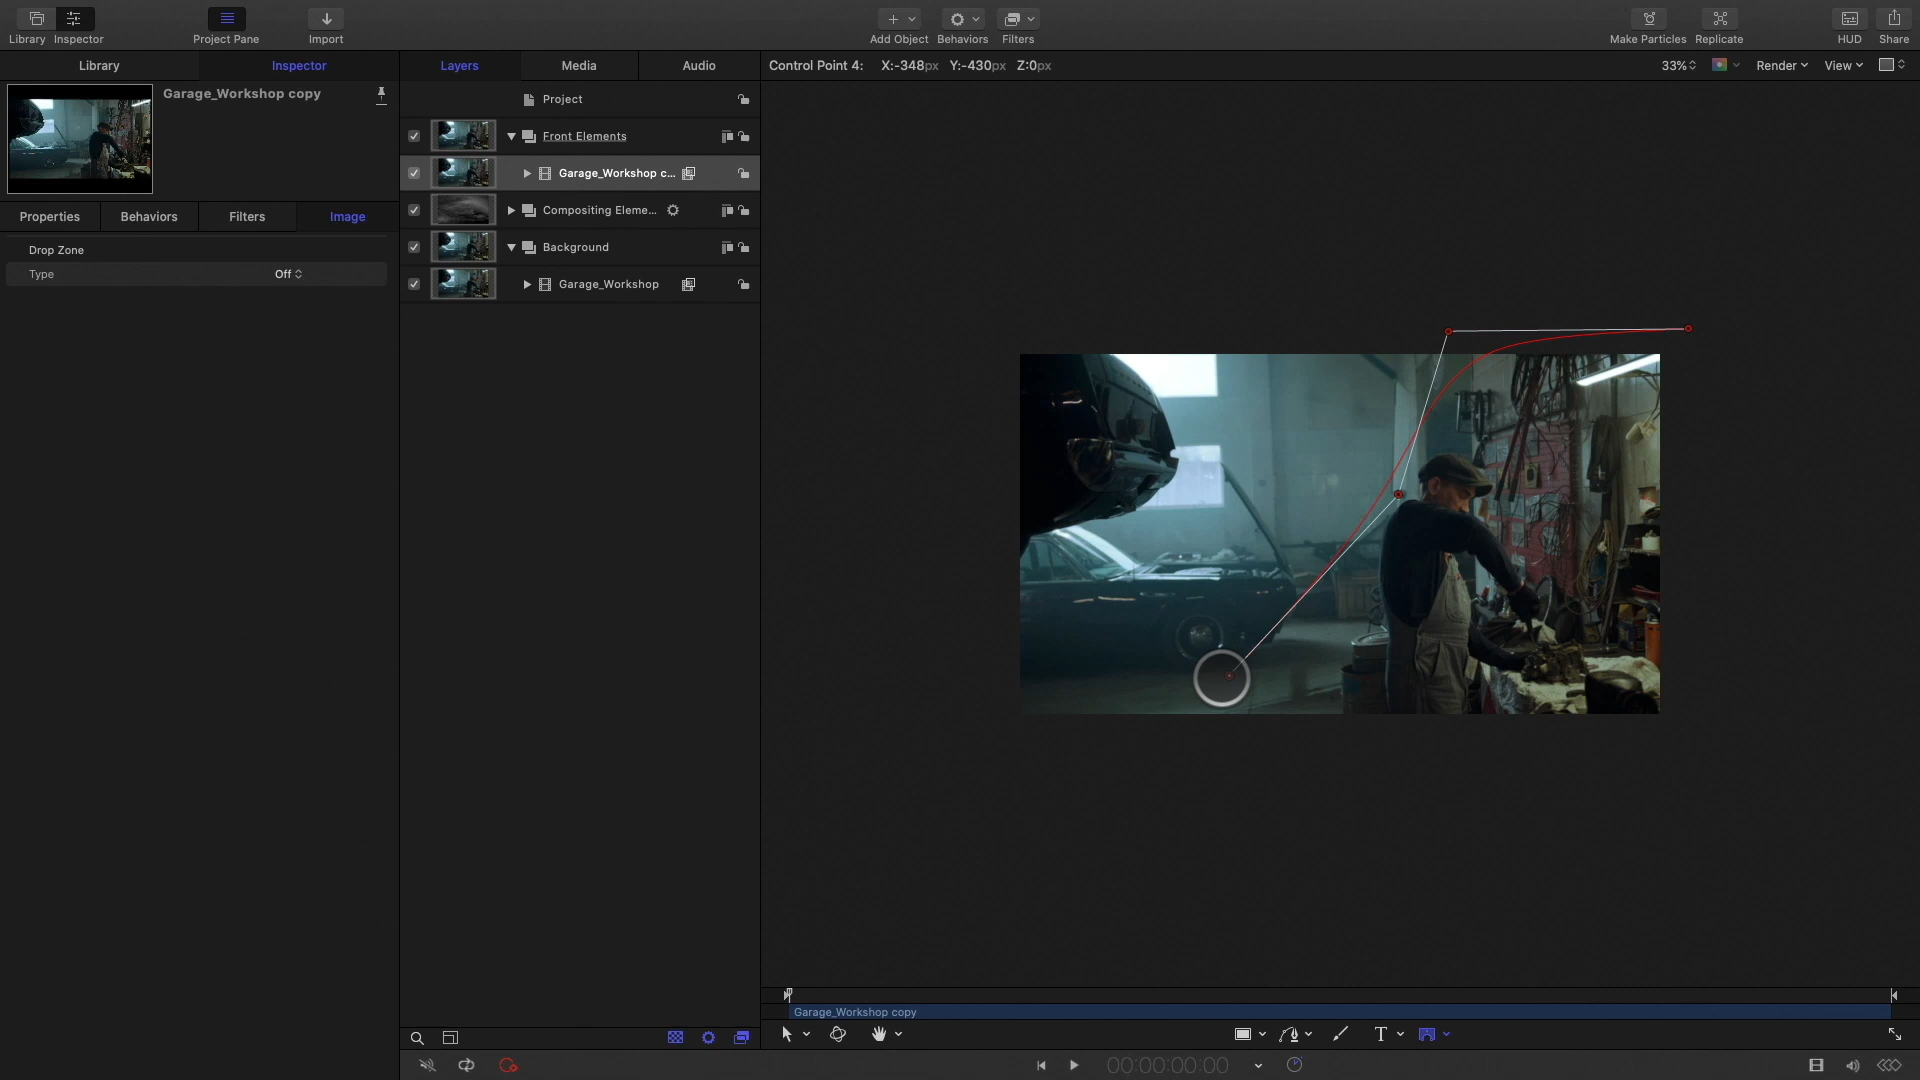 Library
Inspector
Project Pane
Import
Add Object
Behaviors
Filters
Make Particles
Replicate
HUD
Share
Library
Inspector
Layers
Media
Audio
Control Point 4: X:-348px Y:-430px Z:0px
33%
Render
View
Garage_Workshop copy
Project
Front Elements
Garage_Workshop c...
Properties
Behaviors
Filters
Image
Compositing Eleme...
Drop Zone
Background
Type
Off
Garage_Workshop
Garage_Workshop copy
T
00:00:00:00